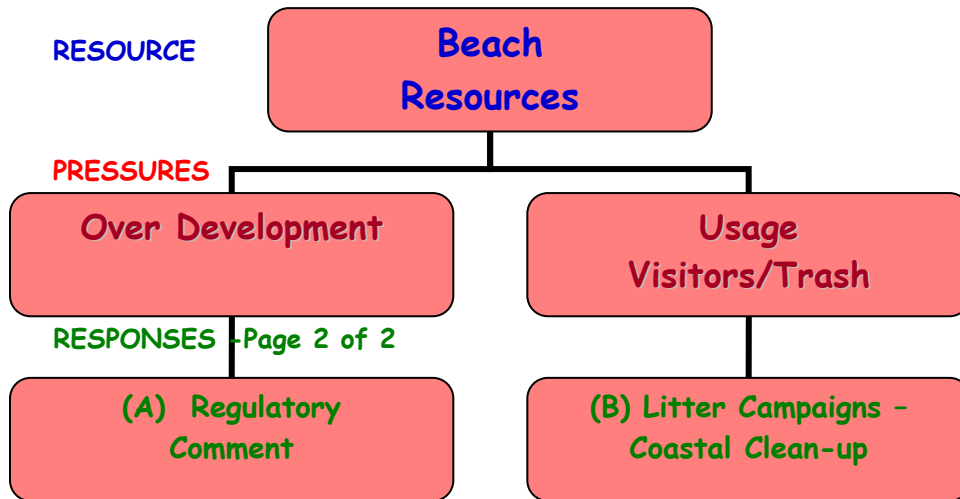 RESOURCE
Beach
Resources
PRESSURES
Over Development
Usage
Visitors/Trash
RESPONSES -Page 2 of 2
(A) Regulatory
Comment
(B) Litter Campaigns –
Coastal Clean-up